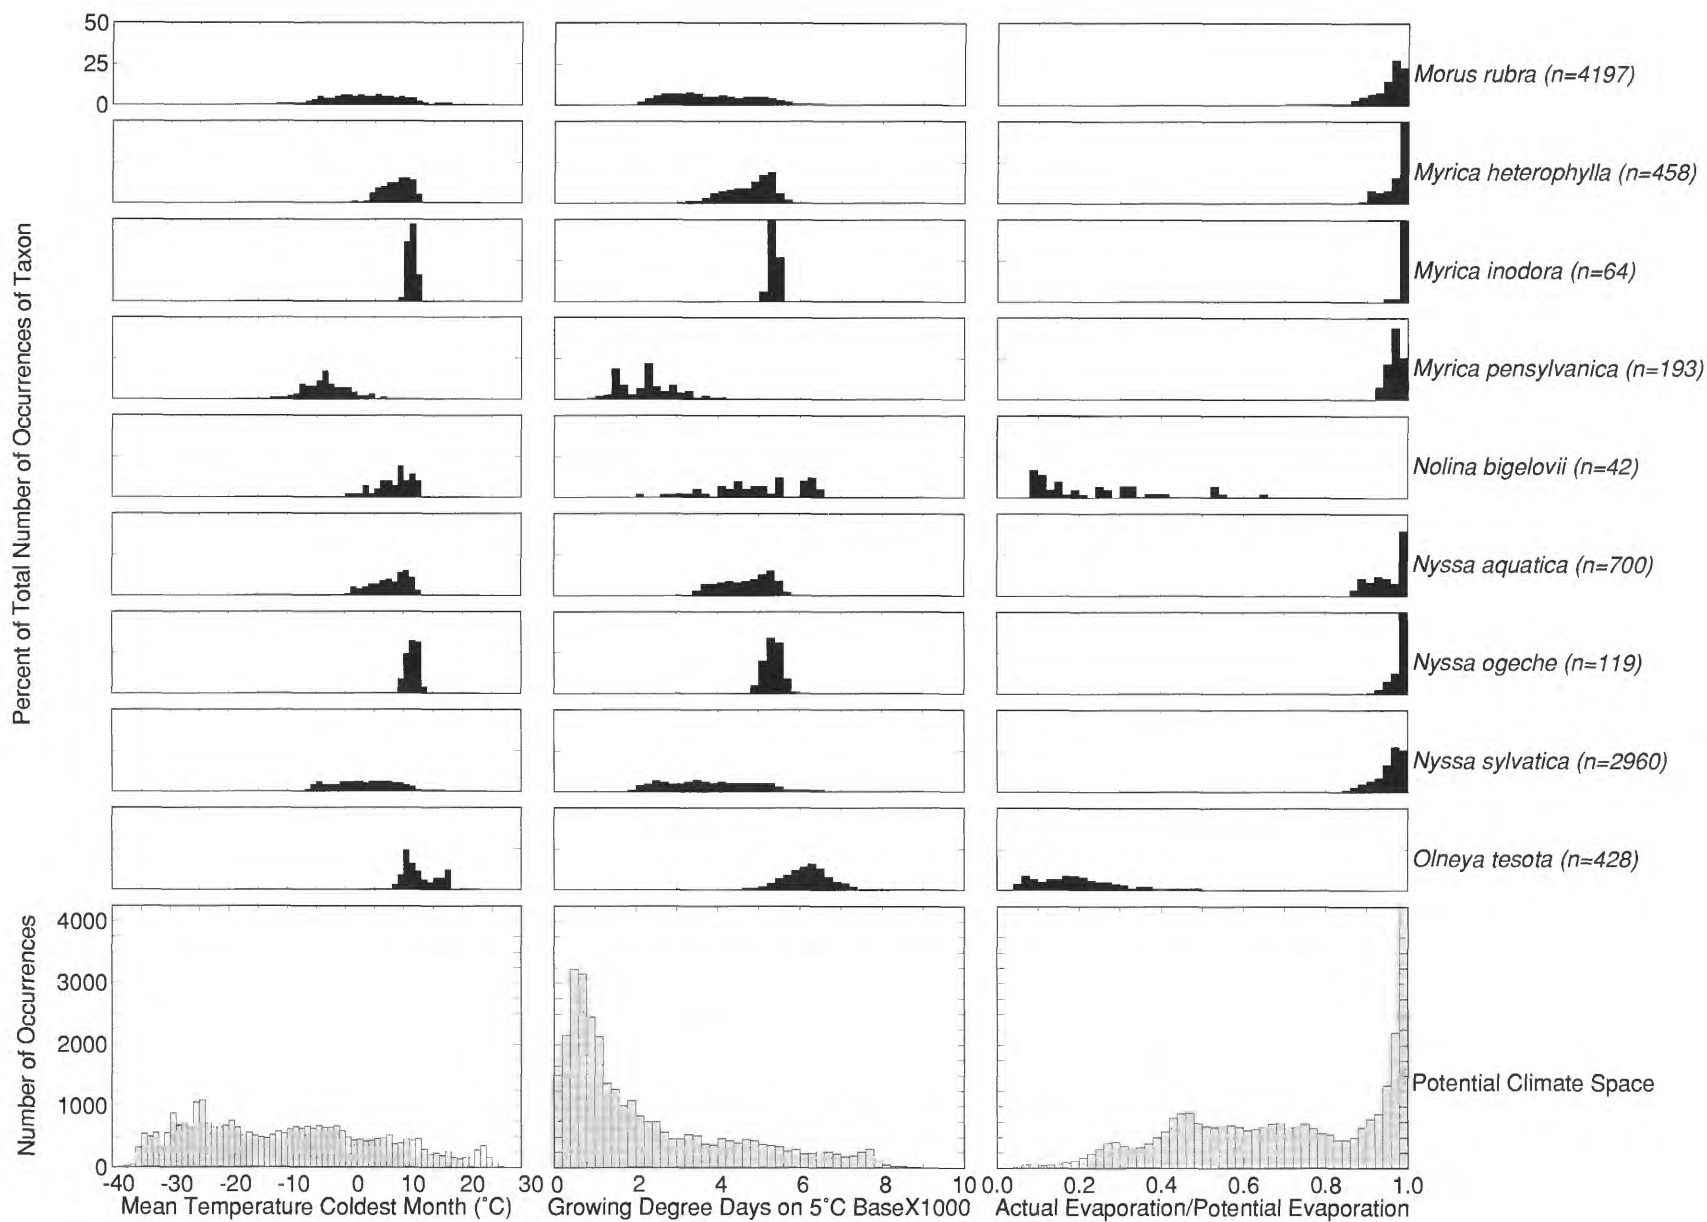 50
25
0
Morus rubra (n=4197)
Myrica heterophylla (n=458)
Myrica inodora (n=64)
Myrica pensylvanica (n=193)
Nolina bigelovii (n=42)
Nyssa aquatica (n=700)
Nyssa ogeche (n=119)
Nyssa sylvatica (n=2960)
Olneya tesota (n=428)
Percent of Total Number of Occurrences of Taxon
4000
3000
2000
1000
0
Number of Occurrences
Potential Climate Space
-40 -30 -20 -10 0 10 20 30
Mean Temperature Coldest Month (°C)
0 2 4 6 8 10
Growing Degree Days on 5°C BaseX1000
0.0 0.2 0.4 0.6 0.8 1.0
Actual Evaporation/Potential Evaporation